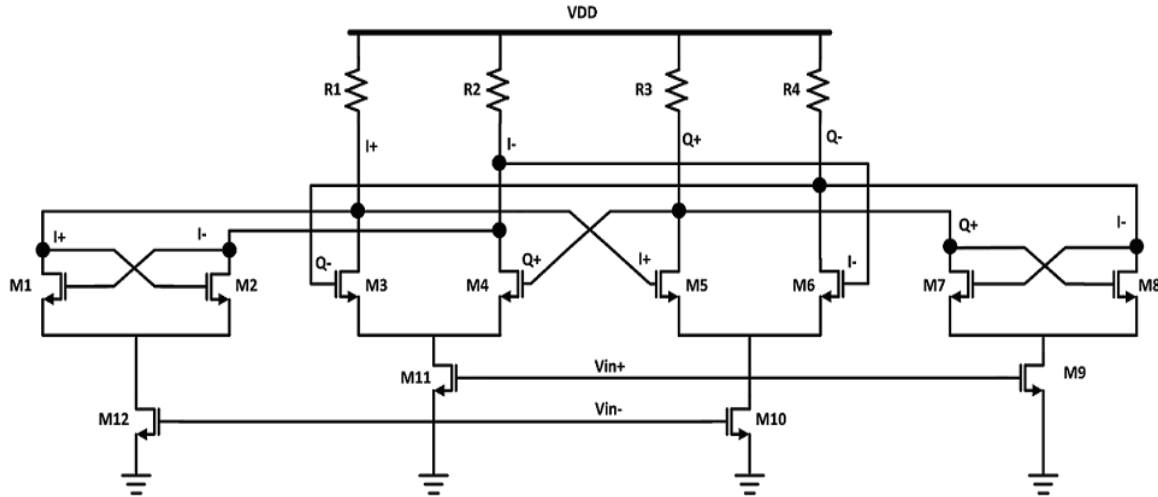 VDD
R1 R2 R3 R4
I+ I- Q+ Q-
I+ I- Q+ I-
Q- Q+ I+ I-
M1 M2 M3 M4 M5 M6 M7 M8
M11 Vin+ M9
M12 Vin- M10